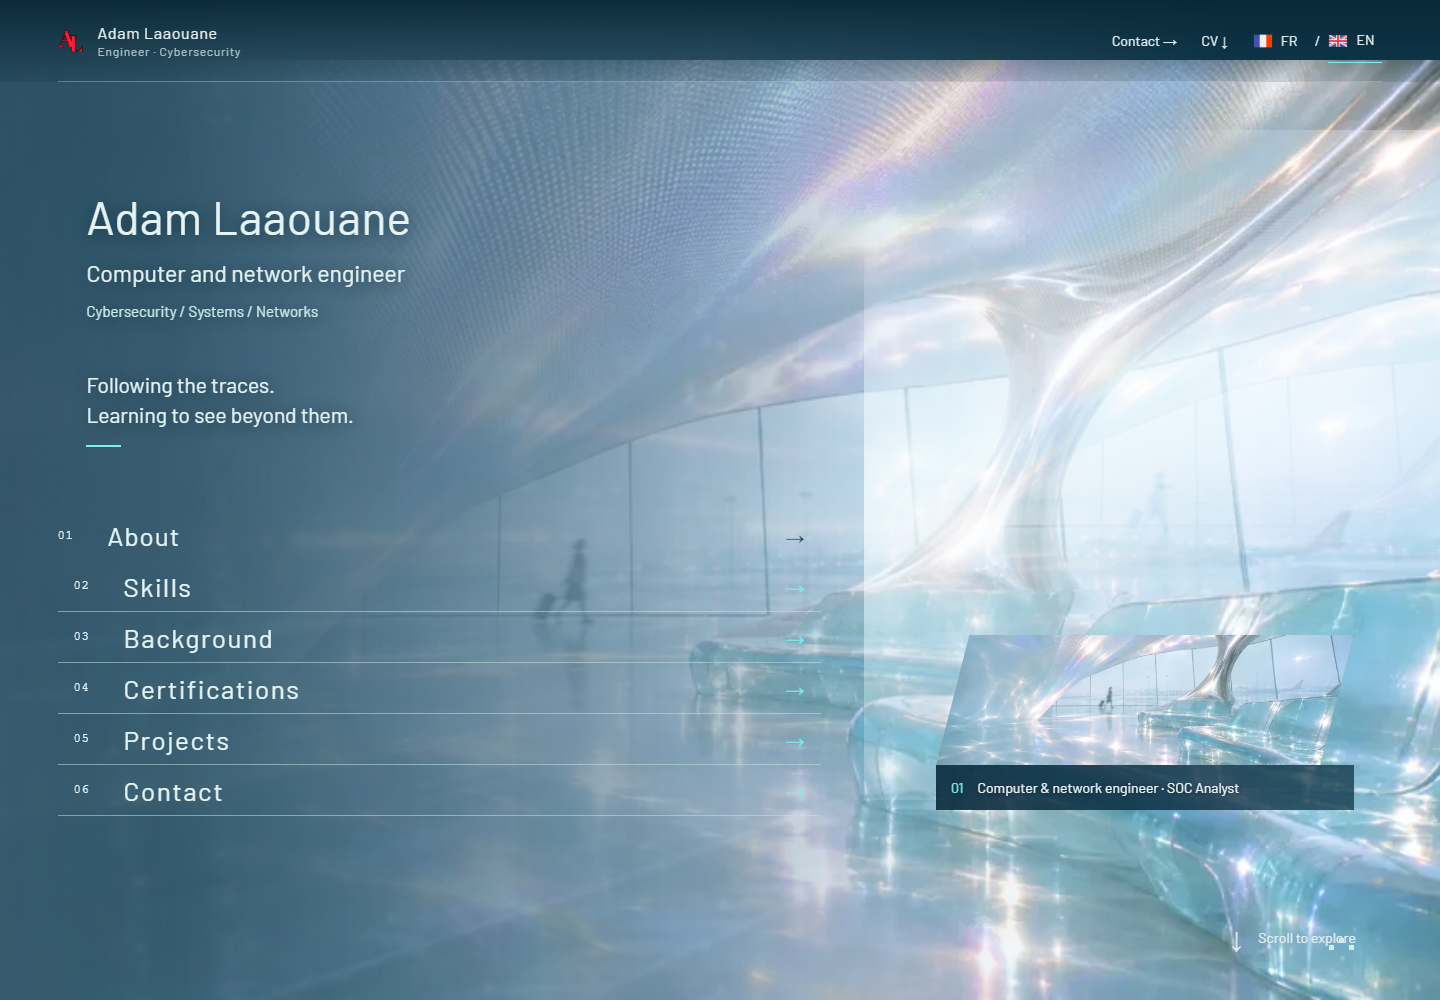 AL
Adam Laaouane
Engineer · Cybersecurity
Contact →
CV ↓
FR / EN
Adam Laaouane
Computer and network engineer
Cybersecurity / Systems / Networks
Following the traces.
Learning to see beyond them.
01 About →
02 Skills →
03 Background →
04 Certifications →
05 Projects →
06 Contact →
01 Computer & network engineer · SOC Analyst
↓ Scroll to explore